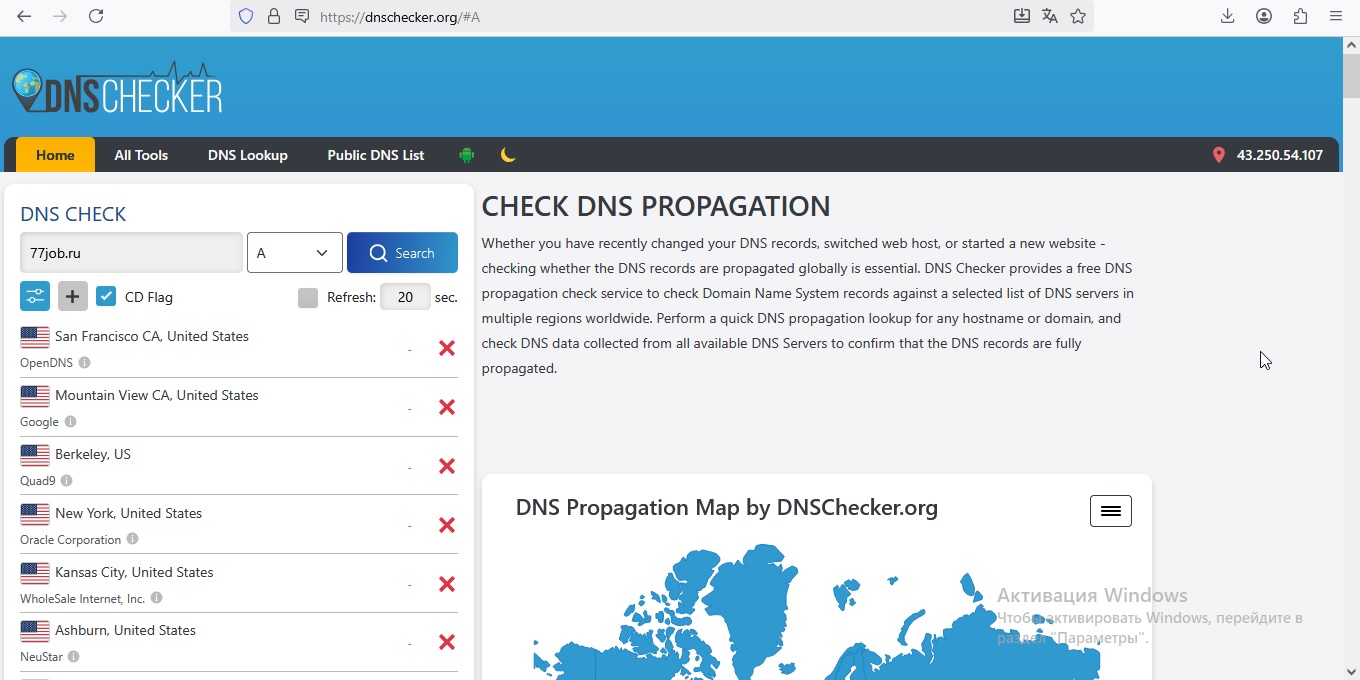 https://dnschecker.org/#A
DNSCHECKER
Home
All Tools
DNS Lookup
Public DNS List
43.250.54.107
DNS CHECK
77job.ru
A
Search
CD Flag
Refresh:
20
sec.
San Francisco CA, United States
-
OpenDNS
Mountain View CA, United States
-
Google
Berkeley, US
-
Quad9
New York, United States
-
Oracle Corporation
Kansas City, United States
-
WholeSale Internet, Inc.
Ashburn, United States
-
NeuStar
CHECK DNS PROPAGATION
Whether you have recently changed your DNS records, switched web host, or started a new website -
checking whether the DNS records are propagated globally is essential. DNS Checker provides a free DNS
propagation check service to check Domain Name System records against a selected list of DNS servers in
multiple regions worldwide. Perform a quick DNS propagation lookup for any hostname or domain, and
check DNS data collected from all available DNS Servers to confirm that the DNS records are fully
propagated.
DNS Propagation Map by DNSChecker.org
Активация Windows
Чтобы активировать Windows, перейдите в
раздел "Параметры".